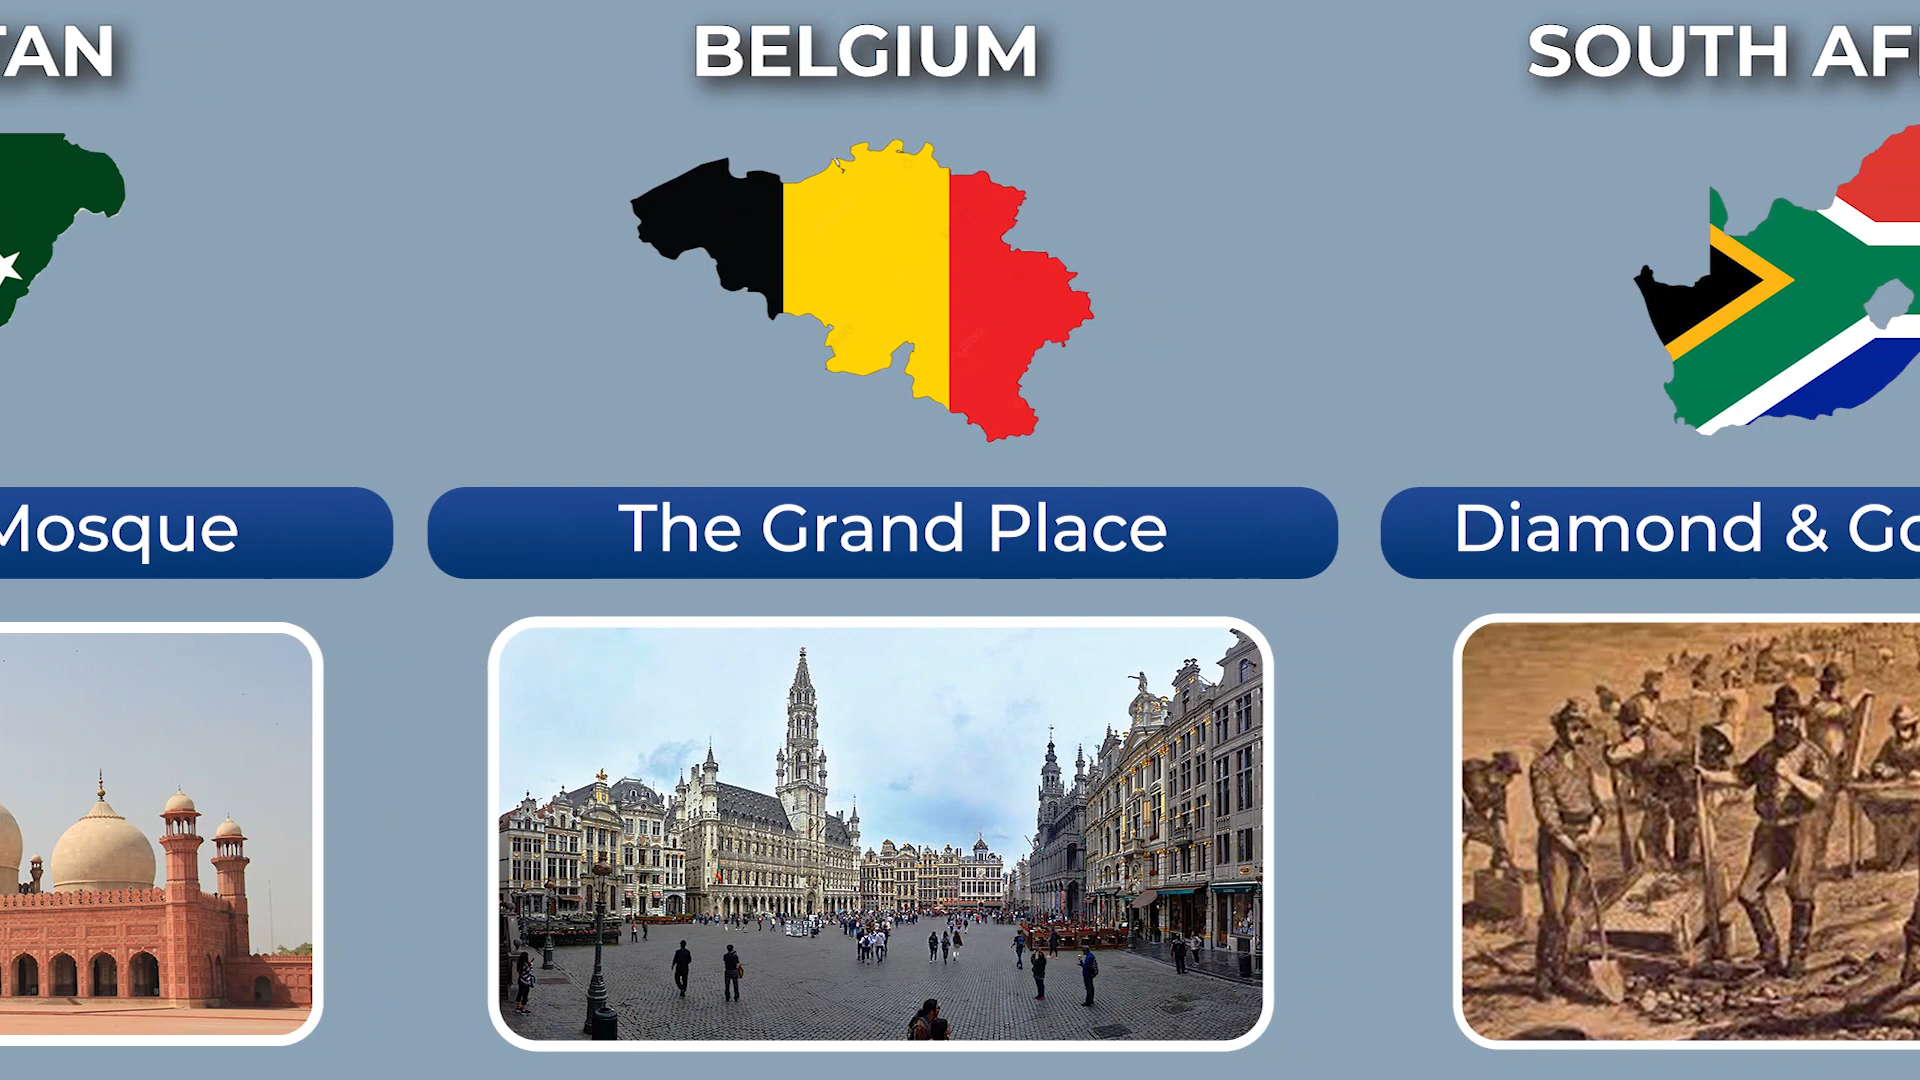 TAN
BELGIUM
SOUTH AF
Mosque
The Grand Place
Diamond & Go